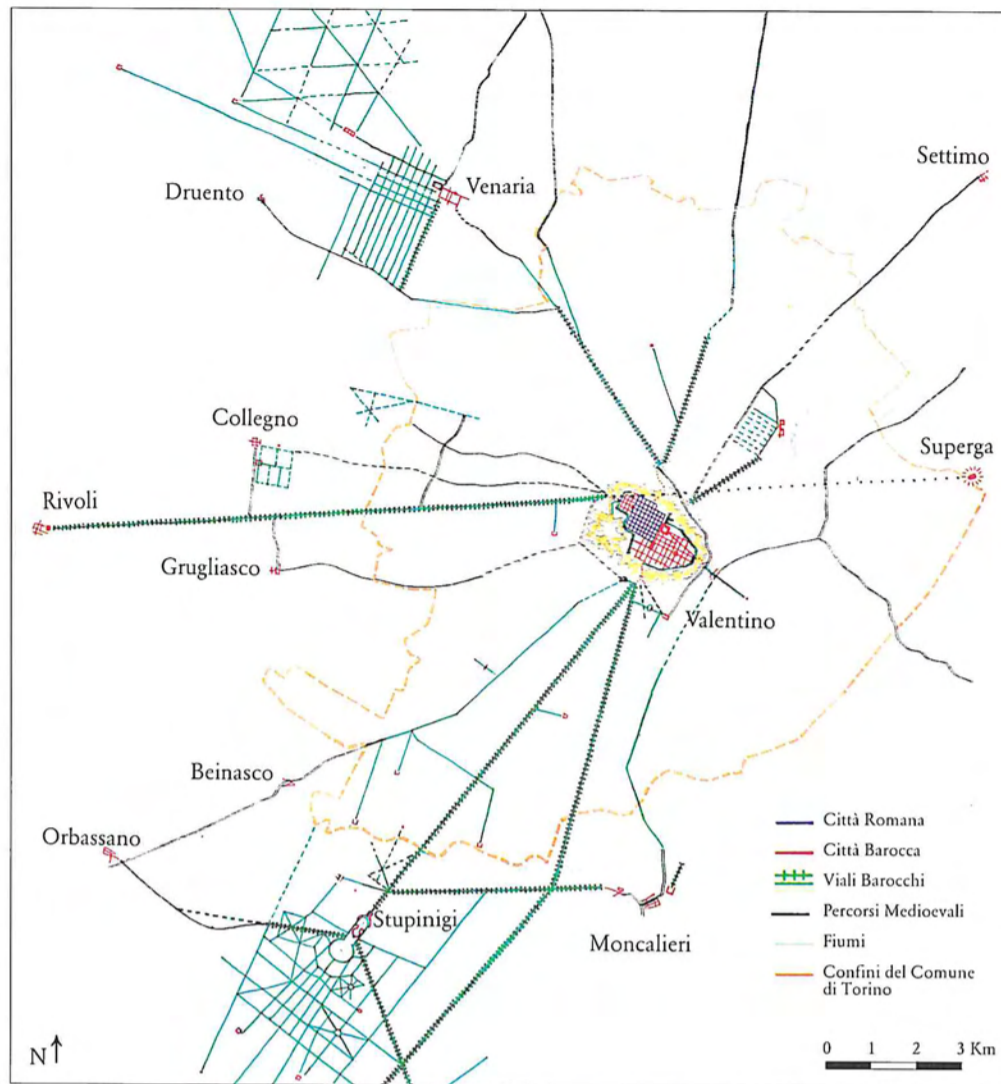 Settimo
Venaria
Druento
Collegno
Superga
Rivoli
Grugliasco
Valentino
Beinasco
Orbassano
Stupinigi
Moncalieri
Città Romana
Città Barocca
Viali Barocchi
Percorsi Medioevali
Fiumi
Confini del Comune
di Torino
N
0 1 2 3 Km